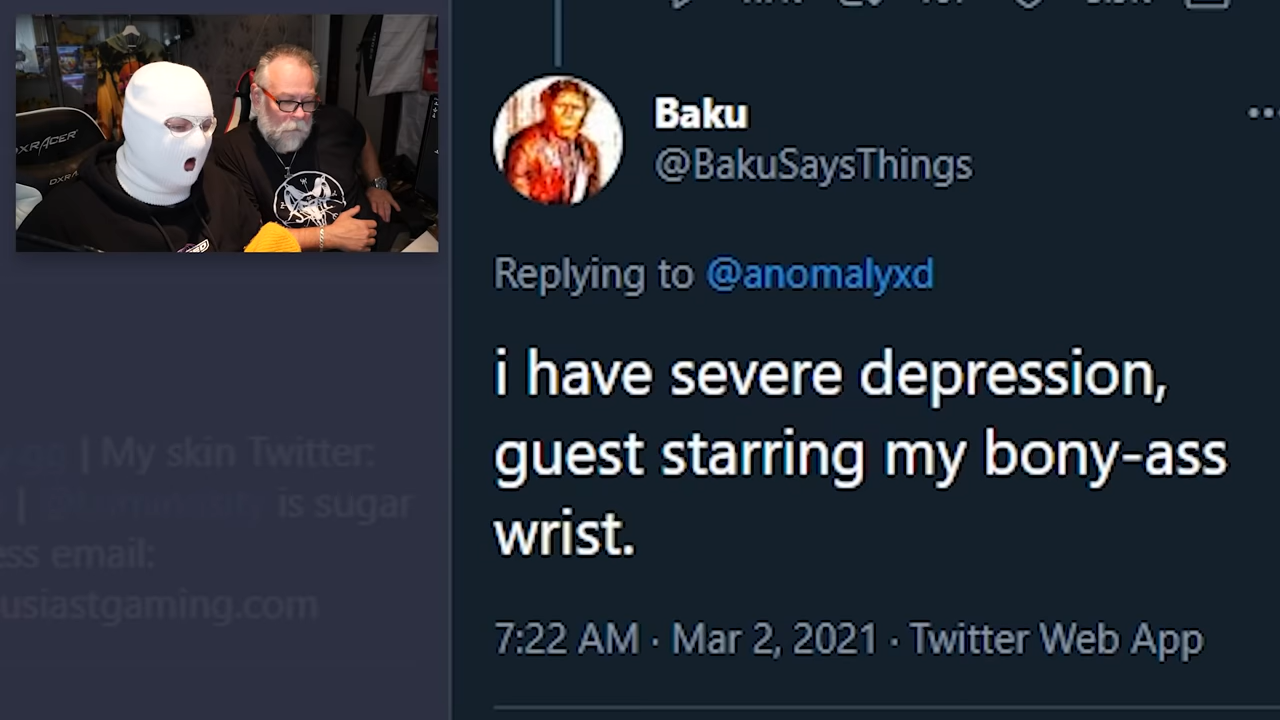 Baku
@BakuSaysThings
Replying to @anomalyxd
i have severe depression,
guest starring my bony-ass
wrist.
7:22 AM · Mar 2, 2021 · Twitter Web App
| My skin Twitter:
| is sugar
ess email:
usiastgaming.com
DXRACER